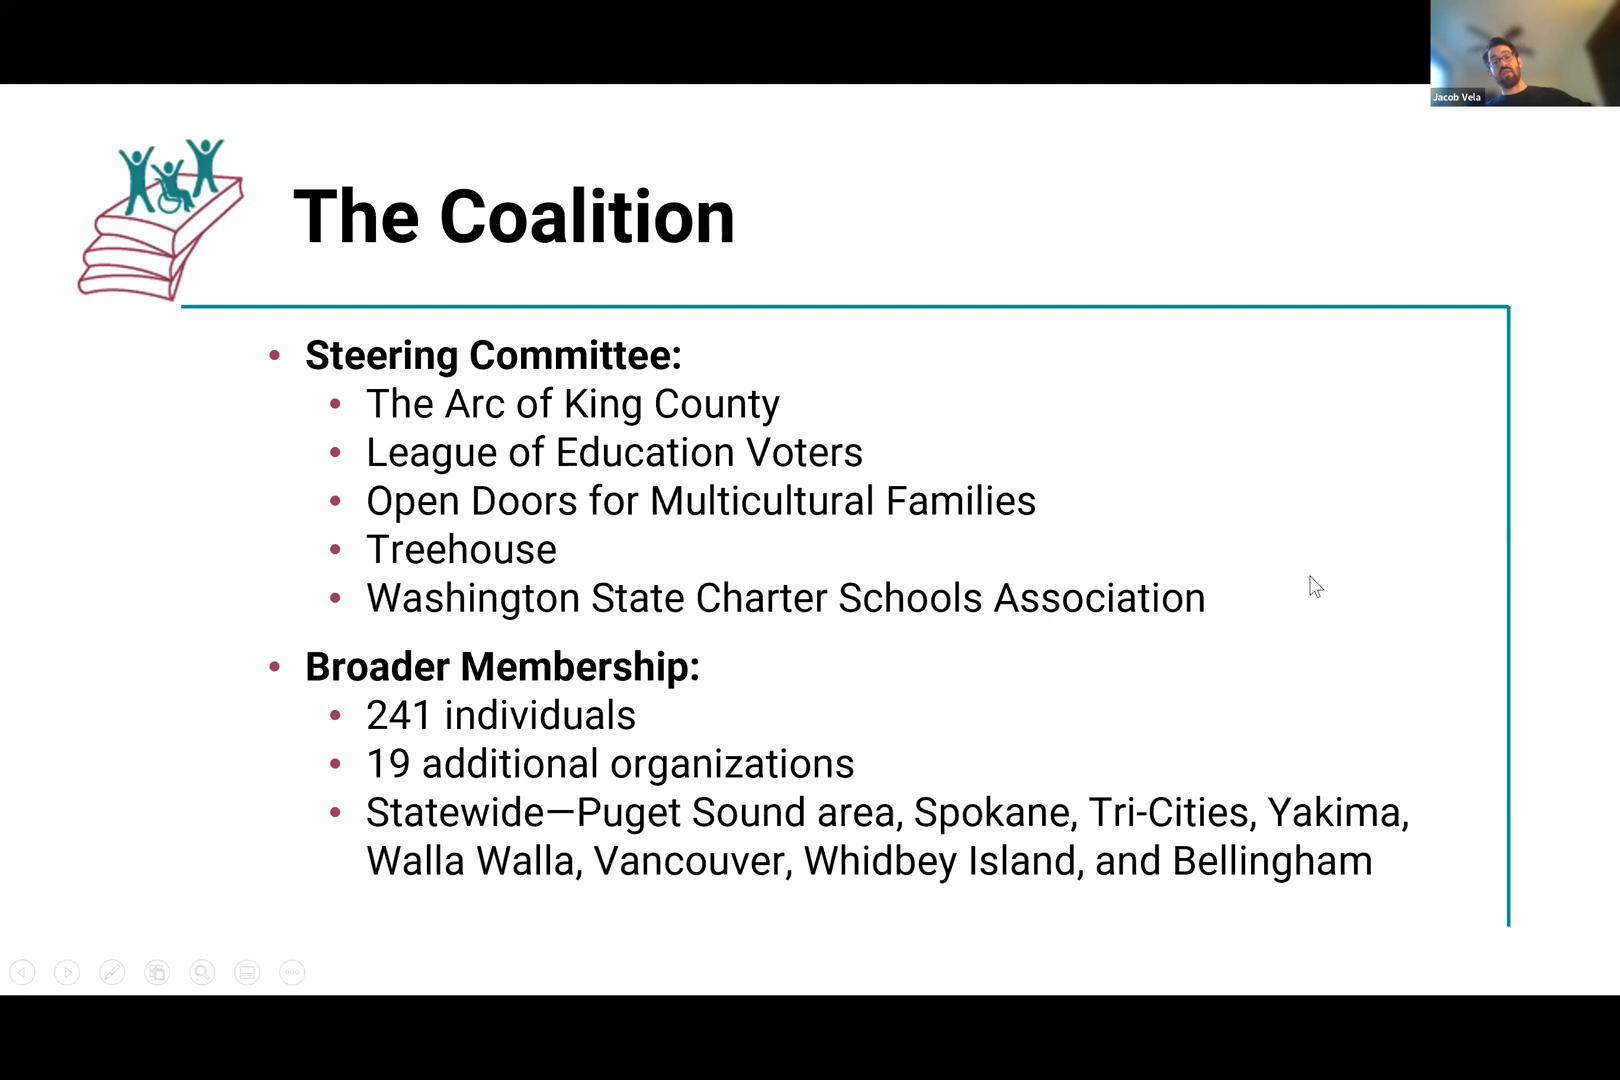 Jacob Vela
The Coalition
• Steering Committee:
• The Arc of King County
• League of Education Voters
• Open Doors for Multicultural Families
• Treehouse
• Washington State Charter Schools Association
• Broader Membership:
• 241 individuals
• 19 additional organizations
• Statewide—Puget Sound area, Spokane, Tri-Cities, Yakima,
Walla Walla, Vancouver, Whidbey Island, and Bellingham